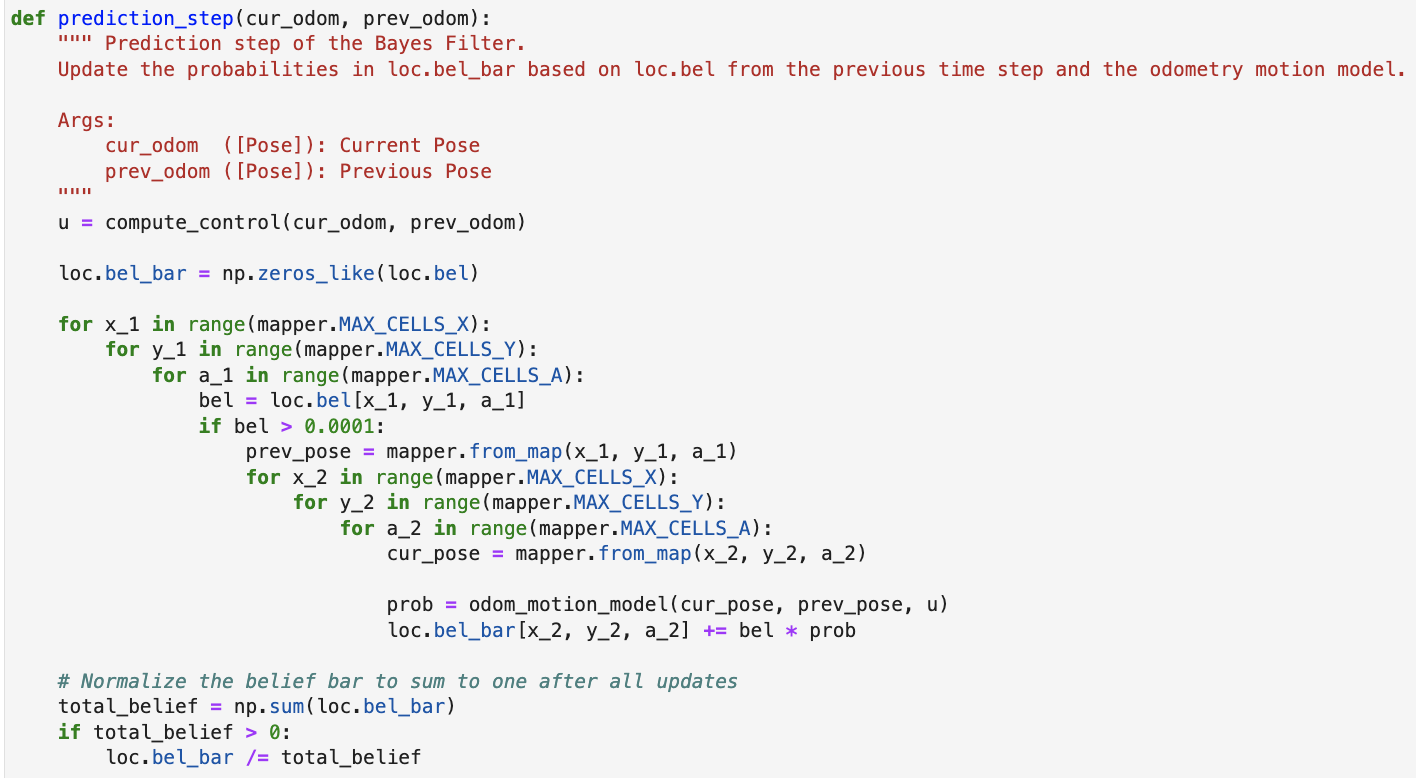 def prediction_step(cur_odom, prev_odom):
    """ Prediction step of the Bayes Filter.
    Update the probabilities in loc.bel_bar based on loc.bel from the previous time step and the odometry motion model.

    Args:
        cur_odom  ([Pose]): Current Pose
        prev_odom ([Pose]): Previous Pose
    """
    u = compute_control(cur_odom, prev_odom)

    loc.bel_bar = np.zeros_like(loc.bel)

    for x_1 in range(mapper.MAX_CELLS_X):
        for y_1 in range(mapper.MAX_CELLS_Y):
            for a_1 in range(mapper.MAX_CELLS_A):
                bel = loc.bel[x_1, y_1, a_1]
                if bel > 0.0001:
                    prev_pose = mapper.from_map(x_1, y_1, a_1)
                    for x_2 in range(mapper.MAX_CELLS_X):
                        for y_2 in range(mapper.MAX_CELLS_Y):
                            for a_2 in range(mapper.MAX_CELLS_A):
                                cur_pose = mapper.from_map(x_2, y_2, a_2)

                                prob = odom_motion_model(cur_pose, prev_pose, u)
                                loc.bel_bar[x_2, y_2, a_2] += bel * prob

    # Normalize the belief bar to sum to one after all updates
    total_belief = np.sum(loc.bel_bar)
    if total_belief > 0:
        loc.bel_bar /= total_belief